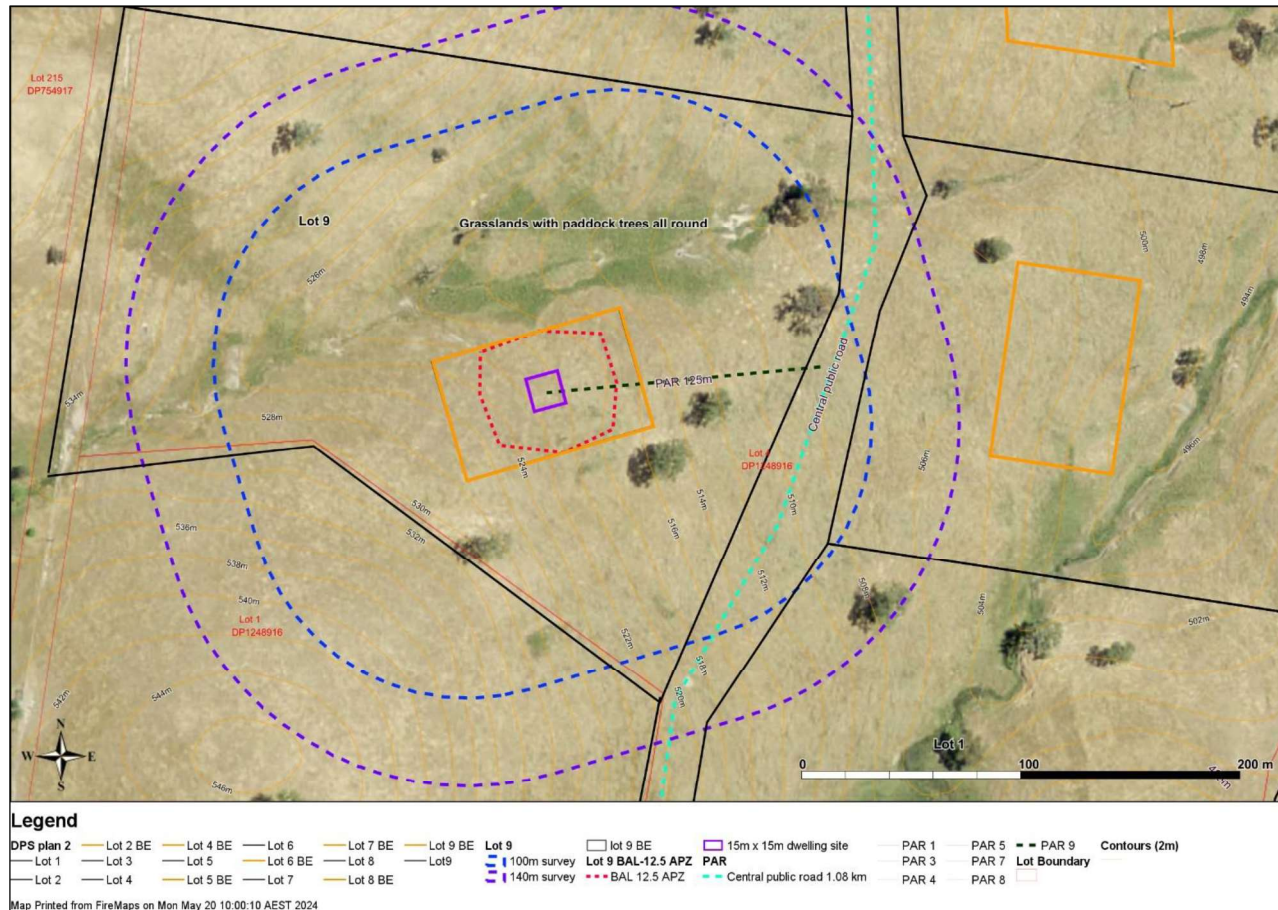 Lot 215
DP754917
Lot 9
Grasslands with paddock trees all round
526m
500m
498m
494m
PAR 125m
Central public road
534m
528m
524m
496m
506m
Lot 1
DP1248916
514m
510m
516m
530m
532m
536m
538m
512m
540m
504m
502m
522m
518m
520m
542m
544m
546m
N
W E
S
Lot 1
0 100 200 m
Legend
DPS plan 2 Lot 2 BE Lot 4 BE Lot 6 Lot 7 BE Lot 9 BE Lot 9 lot 9 BE 15m x 15m dwelling site PAR 1 PAR 5 PAR 9 Contours (2m)
Lot 1 Lot 3 Lot 5 Lot 6 BE Lot 8 Lot9 100m survey Lot 9 BAL-12.5 APZ PAR PAR 3 PAR 7 Lot Boundary
Lot 2 Lot 4 Lot 5 BE Lot 7 Lot 8 BE 140m survey BAL 12.5 APZ Central public road 1.08 km PAR 4 PAR 8
Map Printed from FireMaps on Mon May 20 10:00:10 AEST 2024